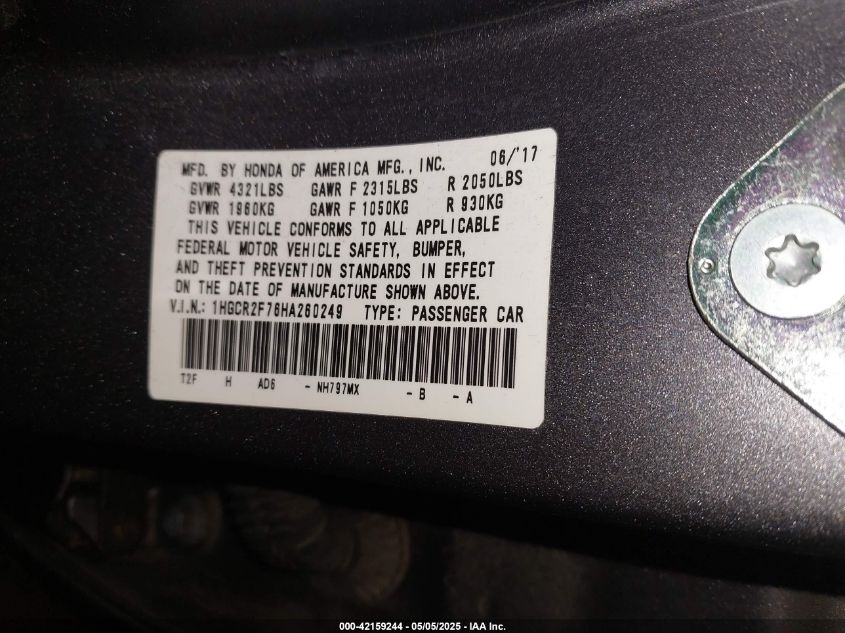 MFD. BY HONDA OF AMERICA MFG., INC. 06/'17
GVWR 4321LBS GAWR F 2315LBS R 2050LBS
GVWR 1960KG GAWR F 1050KG R 930KG
THIS VEHICLE CONFORMS TO ALL APPLICABLE
FEDERAL MOTOR VEHICLE SAFETY, BUMPER,
AND THEFT PREVENTION STANDARDS IN EFFECT
ON THE DATE OF MANUFACTURE SHOWN ABOVE.
V.I.N.: 1HGCR2F76HA260249 TYPE: PASSENGER CAR
T2F H AD6 - NH797MX - B - A
000-42159244 - 05/05/2025 - IAA Inc.